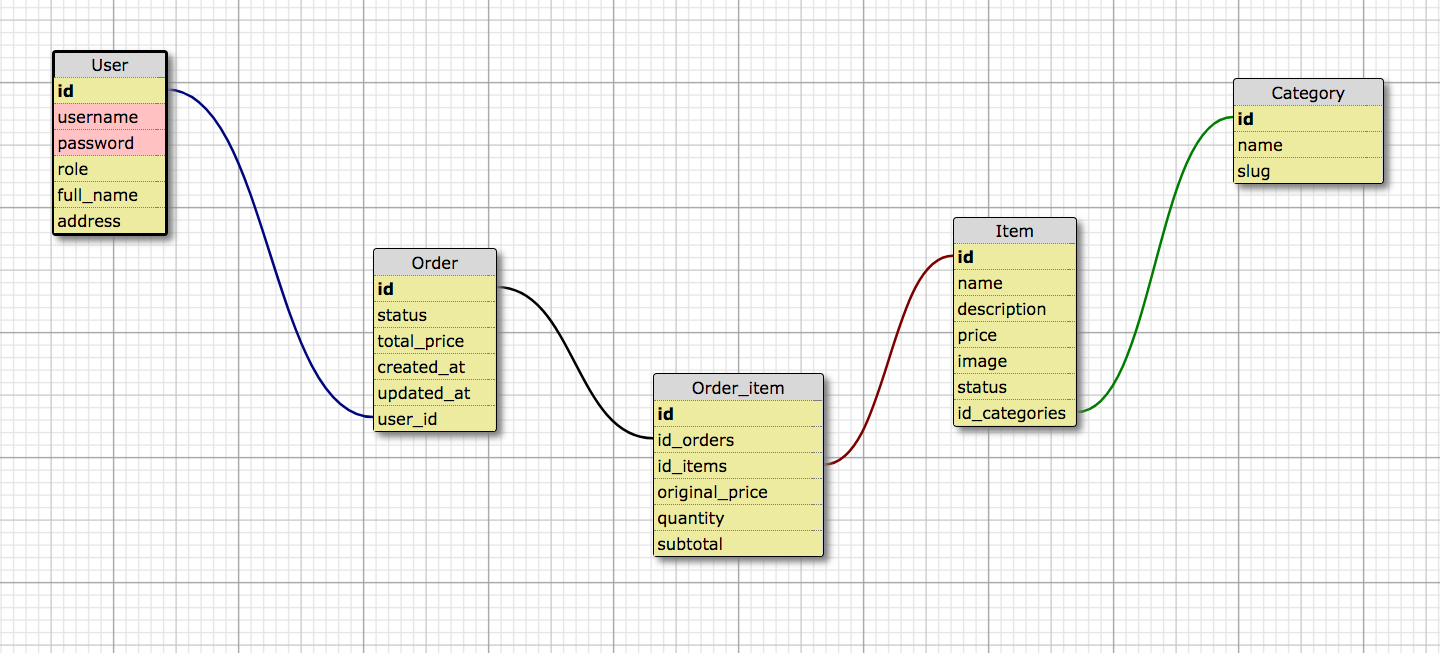 User
id
username
password
role
full_name
address
Order
id
status
total_price
created_at
updated_at
user_id
Order_item
id
id_orders
id_items
original_price
quantity
subtotal
Item
id
name
description
price
image
status
id_categories
Category
id
name
slug